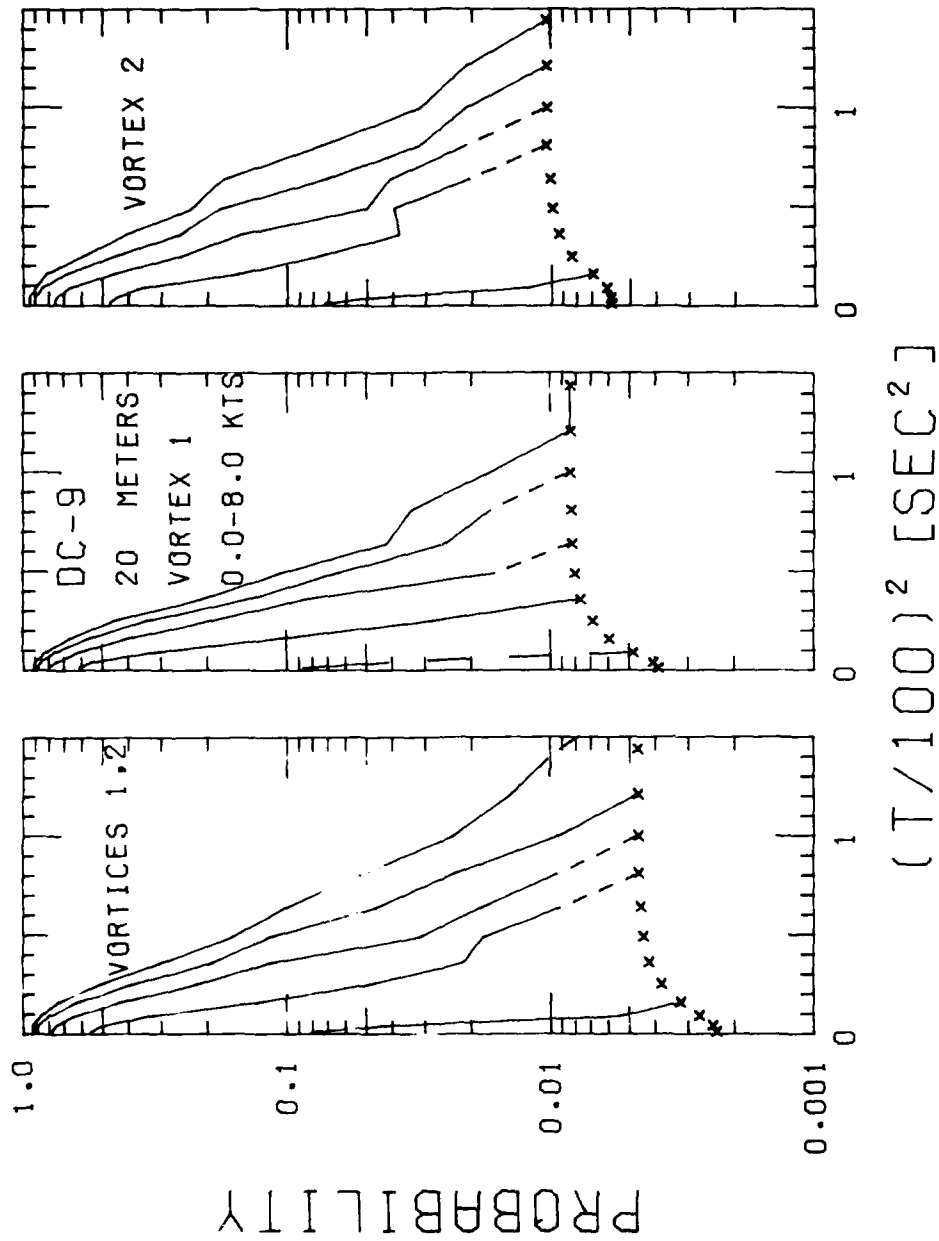 PROBABILITY
1.0
0.1
0.01
0.001
VORTICES 1,2
0
1
DC-9
20 METERS
VORTEX 1
0.0-8.0 KTS
0
1
VORTEX 2
0
1
(T/100)² [SEC²]